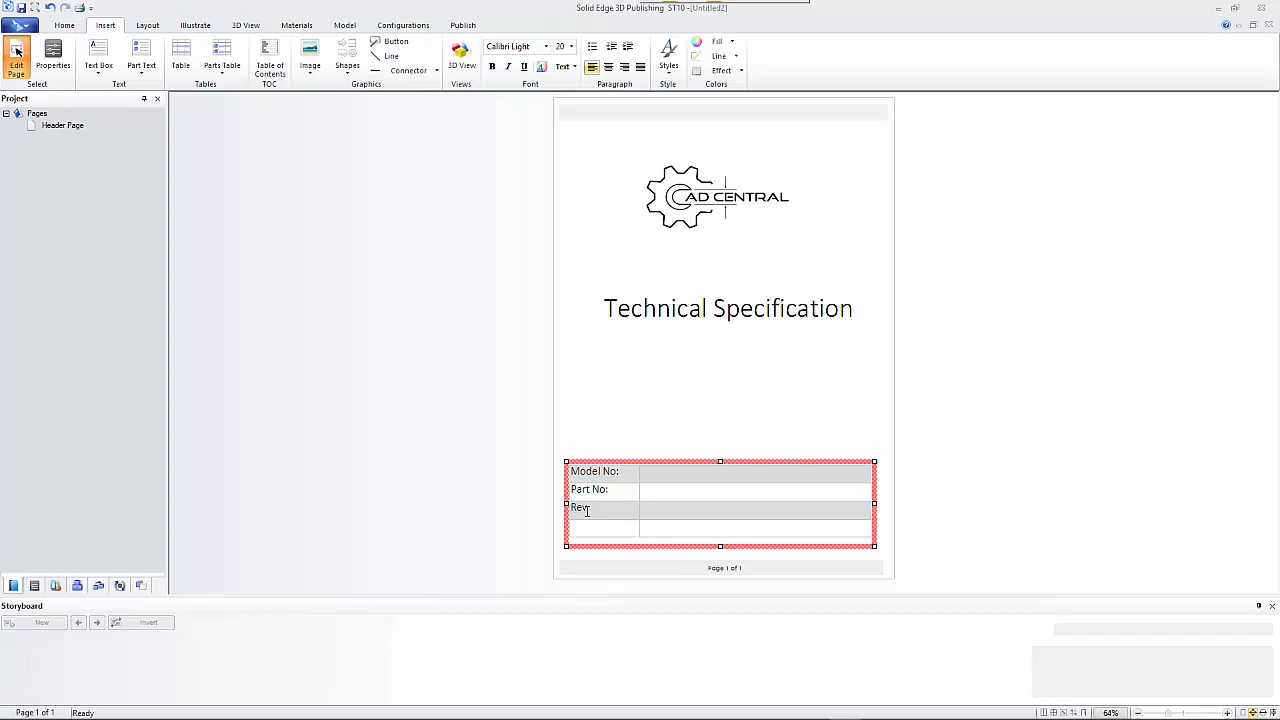 Solid Edge 3D Publishing ST10 -[Untitled2]
Home Insert Layout Illustrate 3D View Materials Model Configurations Publish
Edit Page
Properties
Select
Text Box
Part Text
Text
Table
Parts Table
Tables
Table of Contents
TOC
Image
Shapes
Button
Line
Connector
Graphics
3D View
Views
Calibri Light 20
B I U Text
Font
Paragraph
Styles
Style
Fill
Line
Effect
Colors
Project
Pages
Header Page
AD CENTRAL
Technical Specification
Model No:
Part No:
Rev
Page 1 of 1
Storyboard
New
Invert
Page 1 of 1 Ready
64%